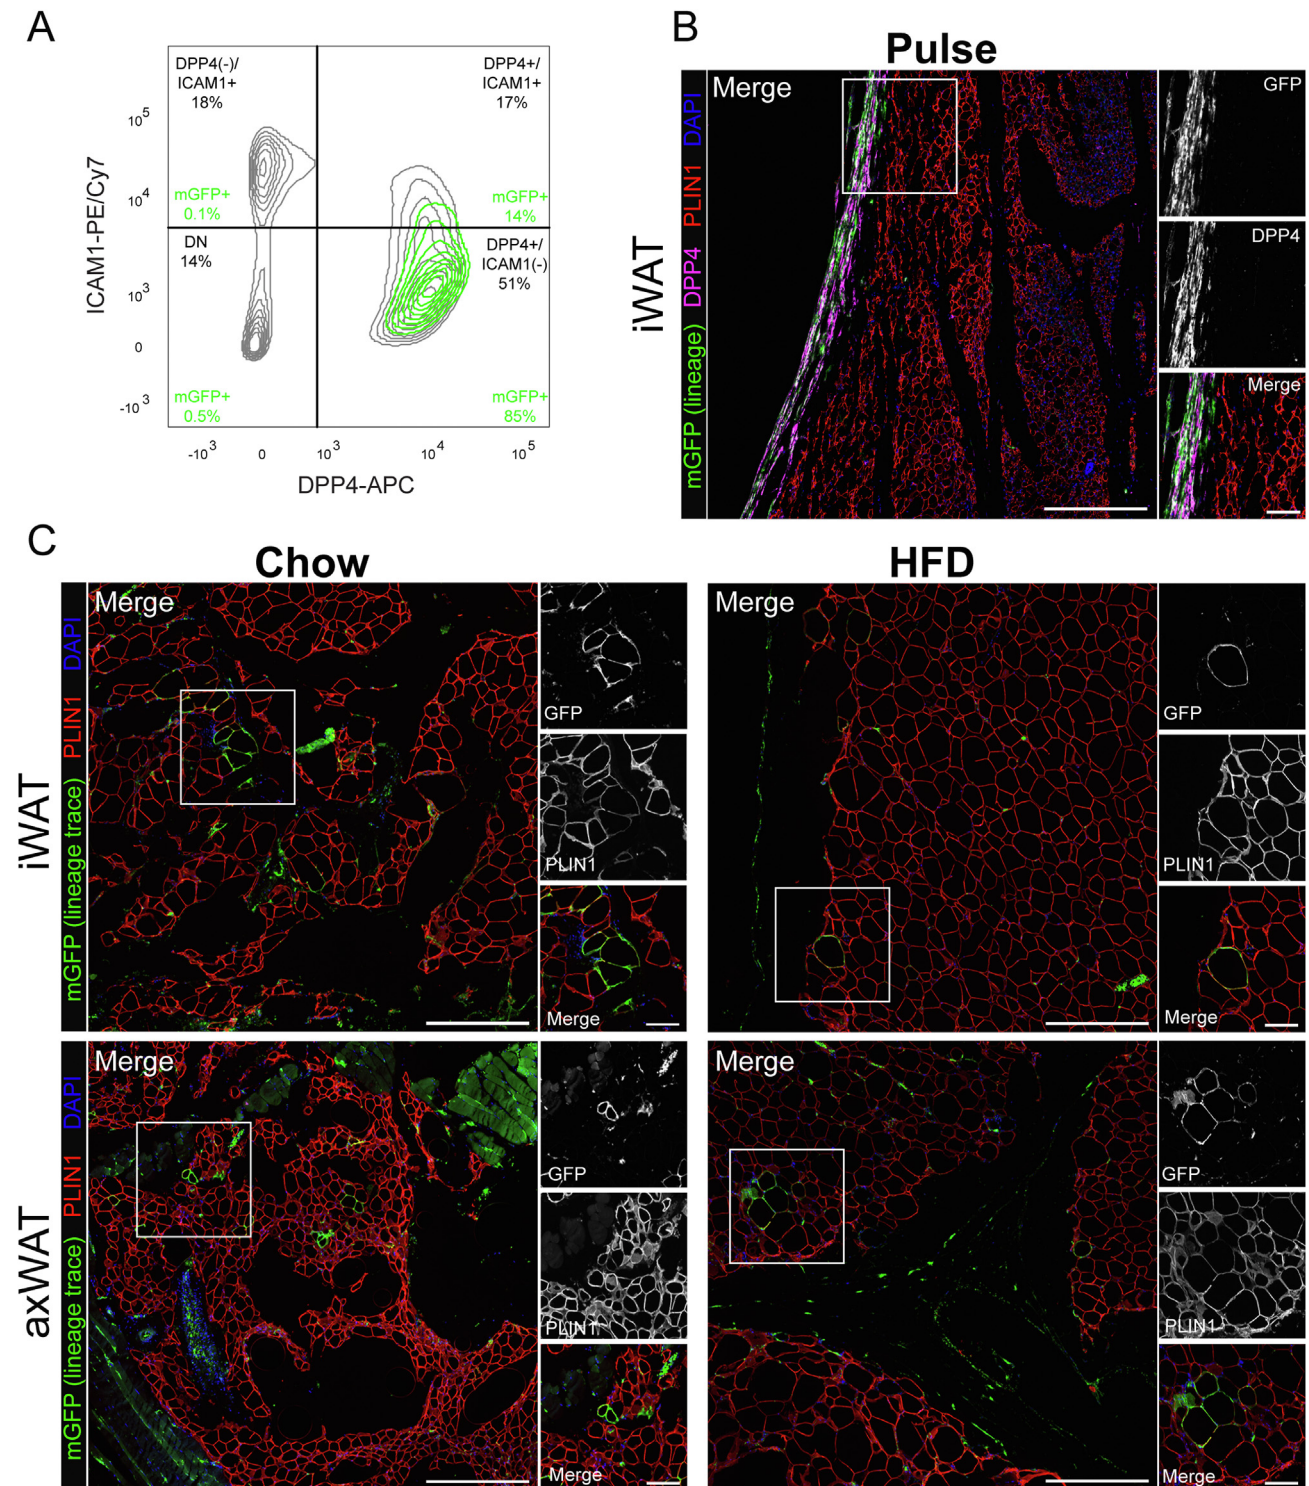 A
DPP4(-)/
ICAM1+
18%
DPP4+/
ICAM1+
17%
mGFP+
0.1%
mGFP+
14%
DN
14%
DPP4+/
ICAM1(-)
51%
mGFP+
0.5%
mGFP+
85%
10^5
10^4
10^3
0
-10^3
ICAM1-PE/Cy7
-10^3
0
10^3
10^4
10^5
DPP4-APC
B
Pulse
iWAT
mGFP (lineage) DPP4 PLIN1 DAPI
Merge
GFP
DPP4
Merge
C
Chow
HFD
iWAT
mGFP (lineage trace) PLIN1 DAPI
Merge
GFP
PLIN1
Merge
Merge
GFP
PLIN1
Merge
axWAT
mGFP (lineage trace) PLIN1 DAPI
Merge
GFP
PLIN1
Merge
Merge
GFP
PLIN1
Merge